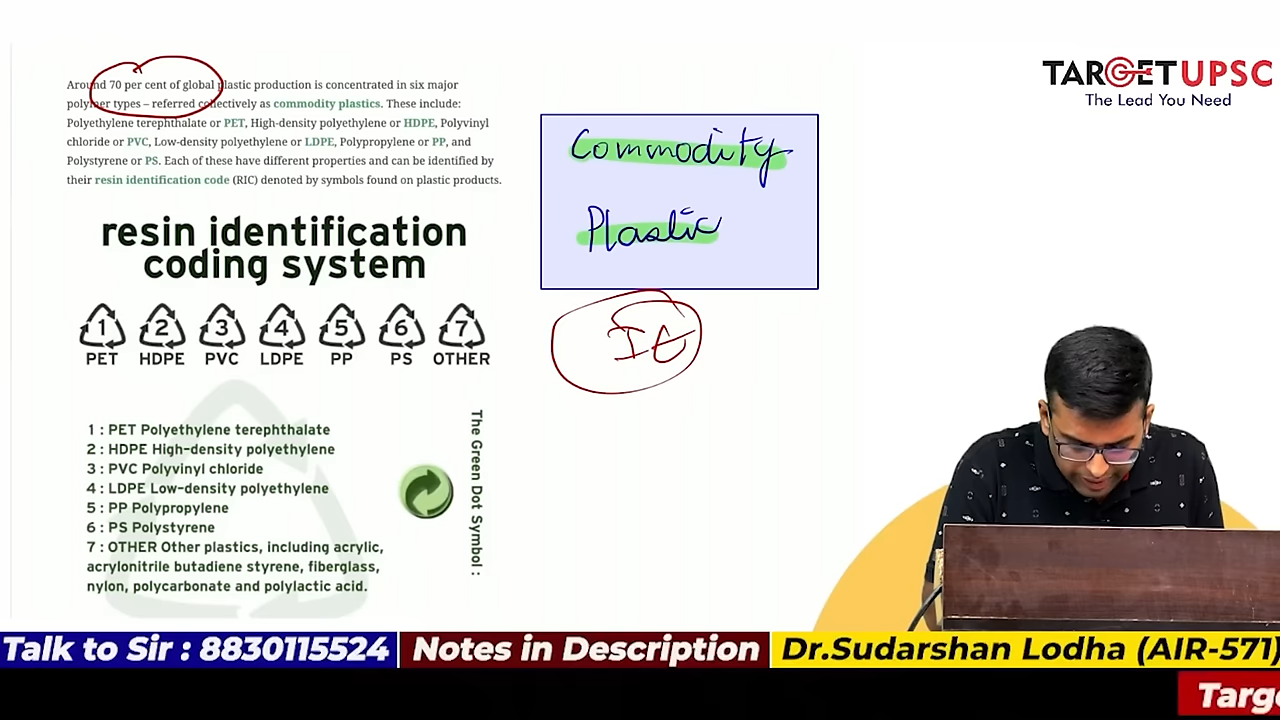 Around 70 per cent of global plastic production is concentrated in six major
polymer types – referred collectively as commodity plastics. These include:
Polyethylene terephthalate or PET, High-density polyethylene or HDPE, Polyvinyl
chloride or PVC, Low-density polyethylene or LDPE, Polypropylene or PP, and
Polystyrene or PS. Each of these have different properties and can be identified by
their resin identification code (RIC) denoted by symbols found on plastic products.
resin identification
coding system
1 2 3 4 5 6 7
PET HDPE PVC LDPE PP PS OTHER
1 : PET Polyethylene terephthalate
2 : HDPE High-density polyethylene
3 : PVC Polyvinyl chloride
4 : LDPE Low-density polyethylene
5 : PP Polypropylene
6 : PS Polystyrene
7 : OTHER Other plastics, including acrylic,
acrylonitrile butadiene styrene, fiberglass,
nylon, polycarbonate and polylactic acid.
The Green Dot Symbol :
Commodity
Plastic
TARGET UPSC
The Lead You Need
Talk to Sir : 8830115524
Notes in Description
Dr.Sudarshan Lodha (AIR-571)